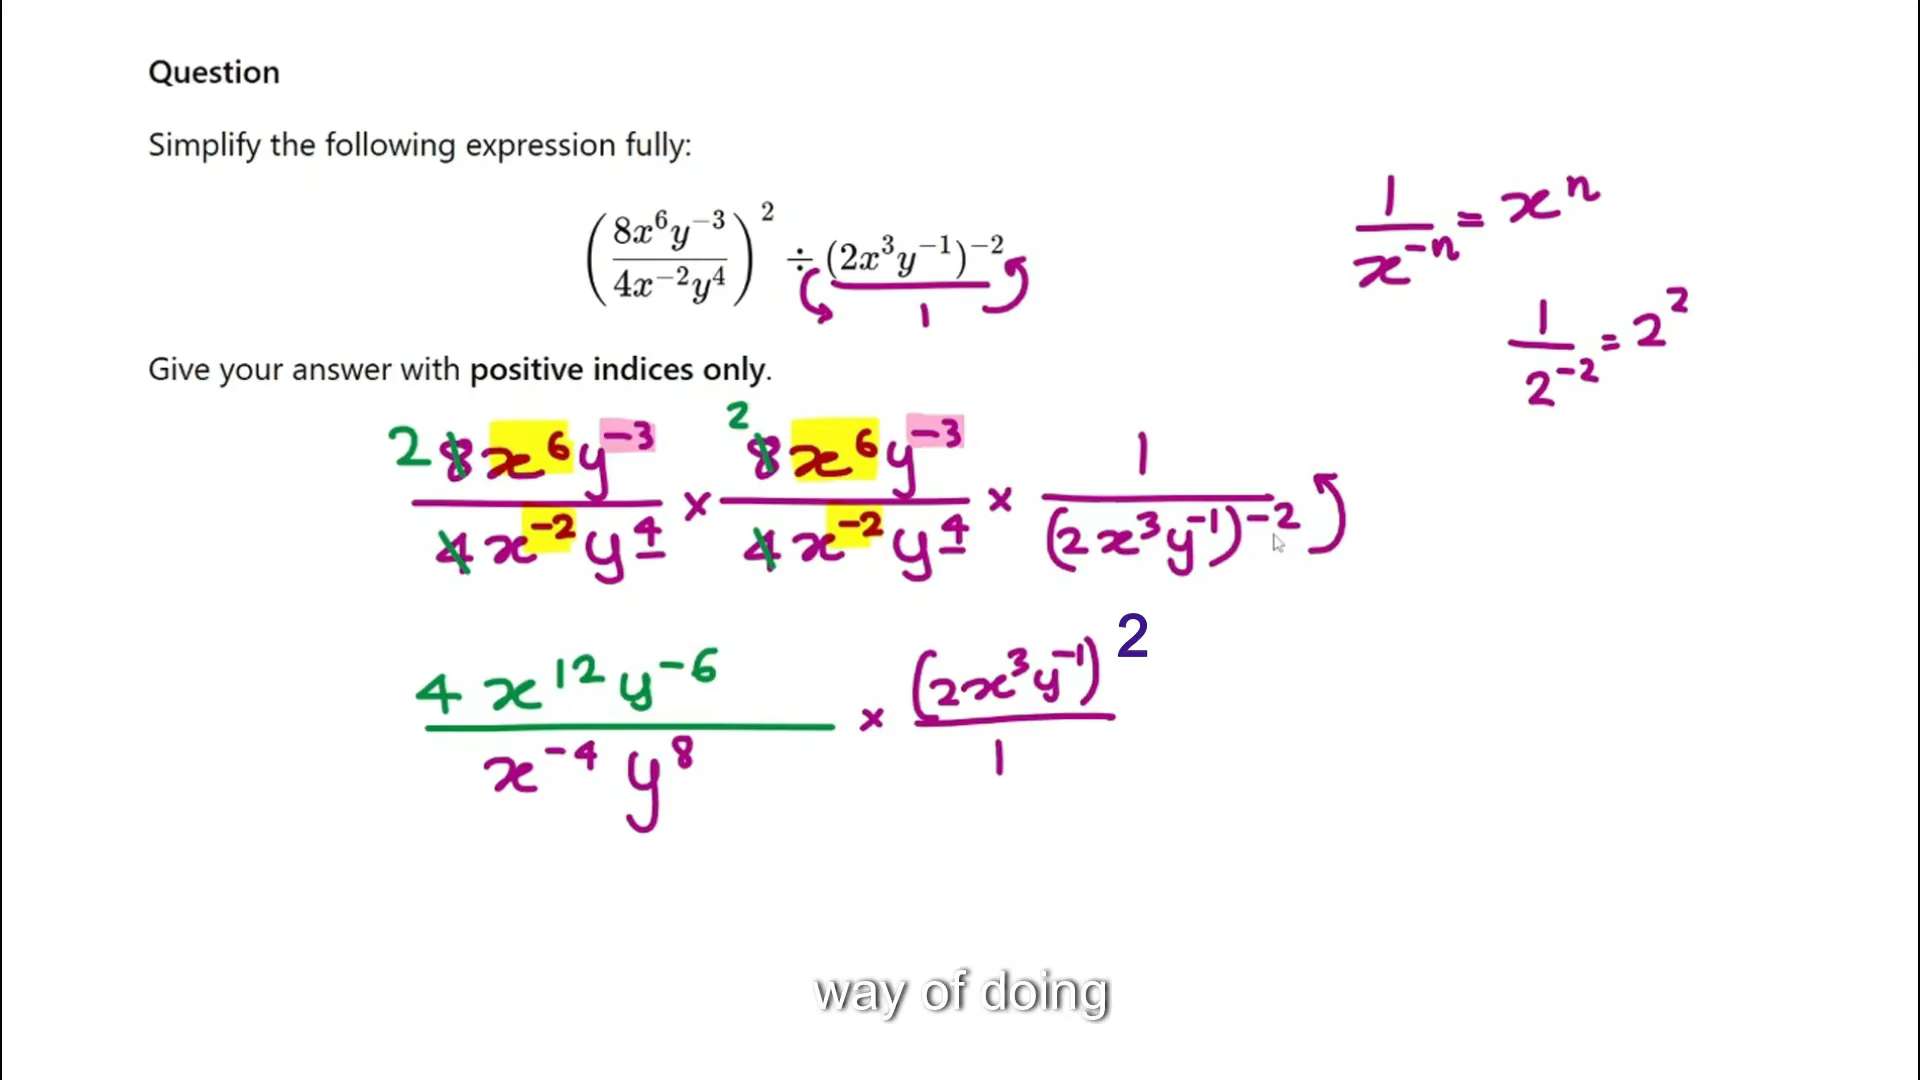 Question
Simplify the following expression fully:
(8x⁶y⁻³ / 4x⁻²y⁴)² ÷ (2x³y⁻¹)⁻²
1
1/x⁻ⁿ = xⁿ
1/2⁻² = 2²
Give your answer with positive indices only.
2 8x⁶y⁻³ / 4x⁻²y⁴ × 2 8x⁶y⁻³ / 4x⁻²y⁴ × 1/(2x³y⁻¹)⁻²
4x¹²y⁻⁶ / x⁻⁴y⁸ × (2x³y⁻¹)² / 1
way of doing